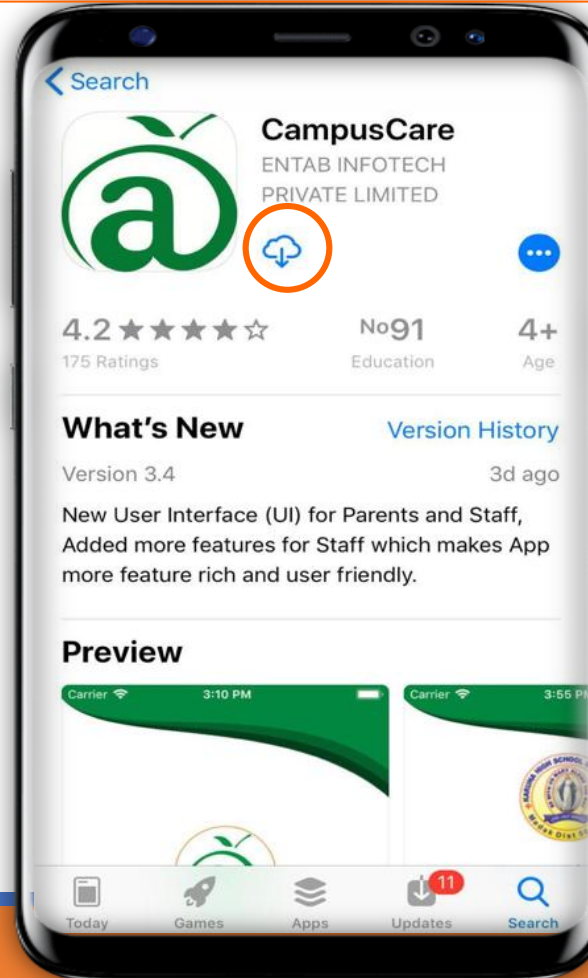 Search
CampusCare
ENTAB INFOTECH
PRIVATE LIMITED
4.2 ★★★★☆ No91 4+
175 Ratings Education Age
What's New Version History
Version 3.4 3d ago
New User Interface (UI) for Parents and Staff,
Added more features for Staff which makes App
more feature rich and user friendly.
Preview
Carrier 3:10 PM Carrier 3:55 PM
11
Today Games Apps Updates Search